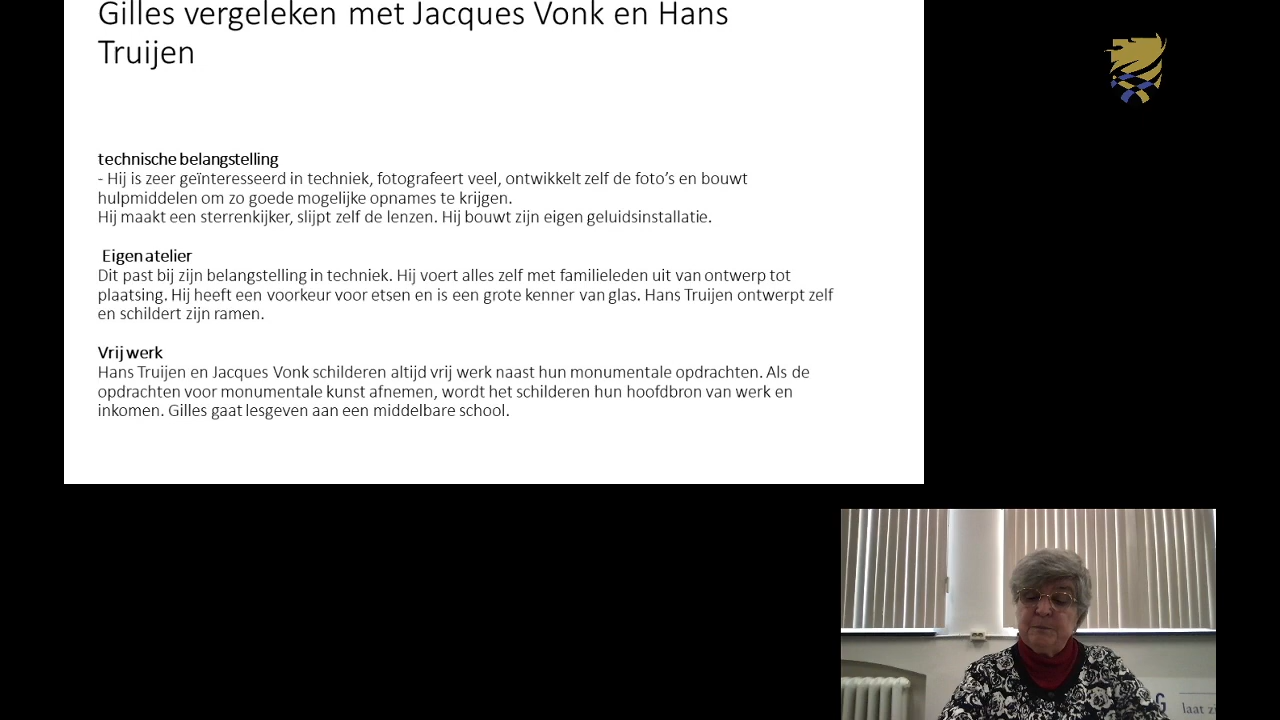 Gilles vergeleken met Jacques Vonk en Hans
Truijen
technische belangstelling
- Hij is zeer geïnteresseerd in techniek, fotografeert veel, ontwikkelt zelf de foto’s en bouwt
hulpmiddelen om zo goede mogelijke opnames te krijgen.
Hij maakt een sterrenkijker, slijpt zelf de lenzen. Hij bouwt zijn eigen geluidsinstallatie.
Eigen atelier
Dit past bij zijn belangstelling in techniek. Hij voert alles zelf met familieleden uit van ontwerp tot
plaatsing. Hij heeft een voorkeur voor etsen en is een grote kenner van glas. Hans Truijen ontwerpt zelf
en schildert zijn ramen.
Vrij werk
Hans Truijen en Jacques Vonk schilderen altijd vrij werk naast hun monumentale opdrachten. Als de
opdrachten voor monumentale kunst afnemen, wordt het schilderen hun hoofdbron van werk en
inkomen. Gilles gaat lesgeven aan een middelbare school.
G
laat